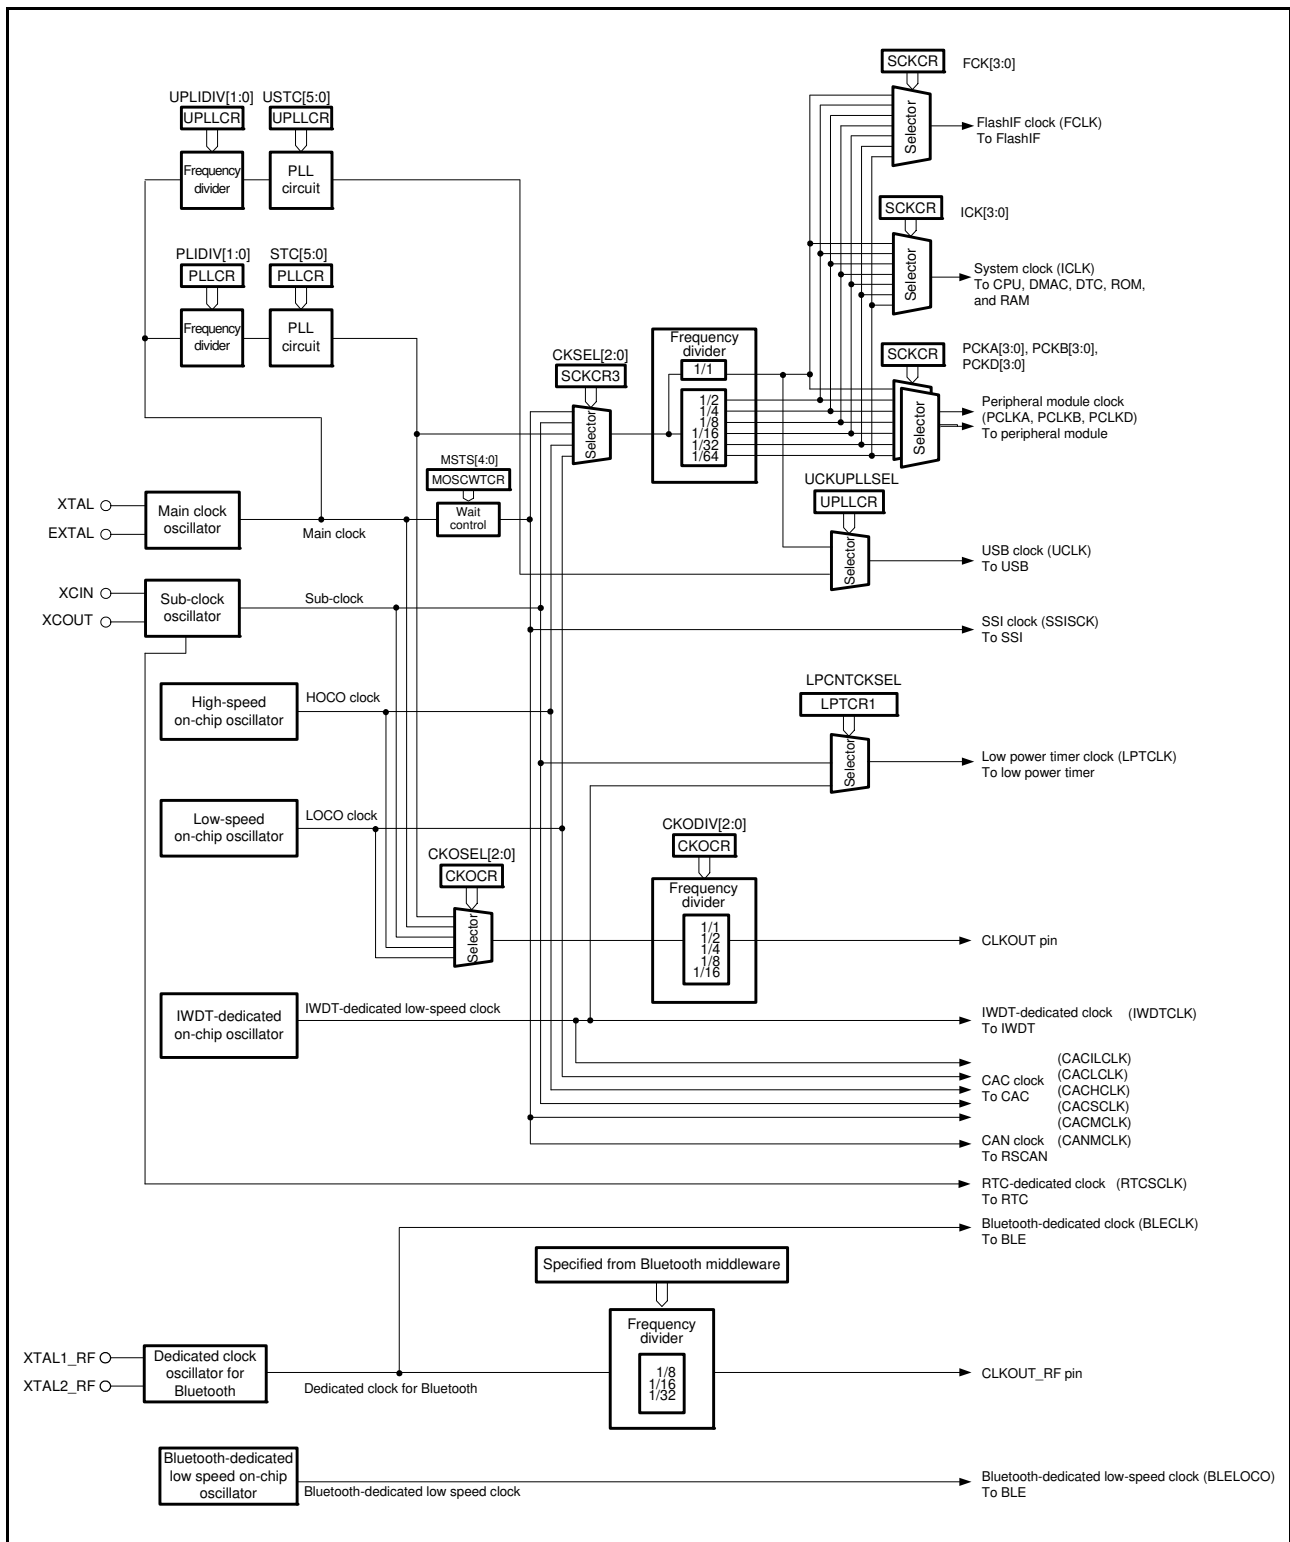 SCKCR
FCK[3:0]
Selector
FlashIF clock (FCLK)
To FlashIF
UPLIDIV[1:0]
USTC[5:0]
UPLLCR
UPLLCR
Frequency
divider
PLL
circuit
SCKCR
ICK[3:0]
Selector
System clock (ICLK)
To CPU, DMAC, DTC, ROM,
and RAM
PLIDIV[1:0]
STC[5:0]
PLLCR
PLLCR
Frequency
divider
PLL
circuit
CKSEL[2:0]
SCKCR3
Selector
Frequency
divider
1/1
1/2
1/4
1/8
1/16
1/32
1/64
SCKCR
PCKA[3:0], PCKB[3:0],
PCKD[3:0]
Selector
Peripheral module clock
(PCLKA, PCLKB, PCLKD)
To peripheral module
MSTS[4:0]
MOSCWTCR
Wait
control
UCKUPLLSEL
UPLLCR
Selector
USB clock (UCLK)
To USB
XTAL
EXTAL
Main clock
oscillator
Main clock
XCIN
XCOUT
Sub-clock
oscillator
Sub-clock
SSI clock (SSISCK)
To SSI
High-speed
on-chip oscillator
HOCO clock
LPCNTCKSEL
LPTCR1
Selector
Low power timer clock (LPTCLK)
To low power timer
Low-speed
on-chip oscillator
LOCO clock
CKOSEL[2:0]
CKOCR
Selector
CKODIV[2:0]
CKOCR
Frequency
divider
1/1
1/2
1/4
1/8
1/16
CLKOUT pin
IWDT-dedicated
on-chip oscillator
IWDT-dedicated low-speed clock
IWDT-dedicated clock (IWDTCLK)
To IWDT
CAC clock
To CAC
(CACILCLK)
(CACLCLK)
(CACHCLK)
(CACSCLK)
(CACMCLK)
CAN clock (CANMCLK)
To RSCAN
RTC-dedicated clock (RTCSCLK)
To RTC
Bluetooth-dedicated clock (BLECLK)
To BLE
Specified from Bluetooth middleware
Frequency
divider
1/8
1/16
1/32
XTAL1_RF
XTAL2_RF
Dedicated clock
oscillator for
Bluetooth
Dedicated clock for Bluetooth
CLKOUT_RF pin
Bluetooth-dedicated
low speed on-chip
oscillator
Bluetooth-dedicated low speed clock
Bluetooth-dedicated low-speed clock (BLELOCO)
To BLE